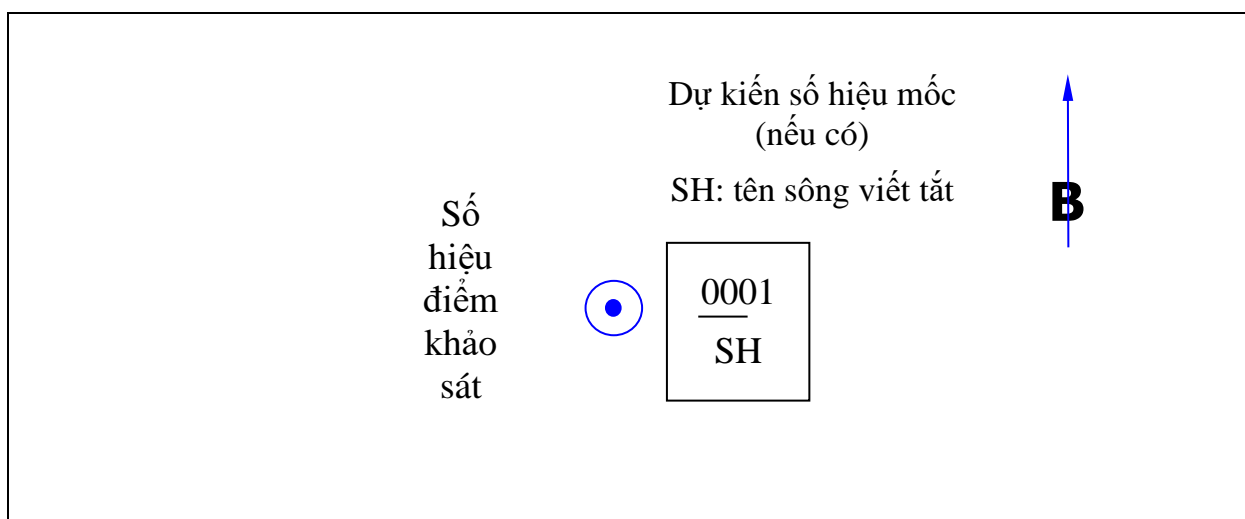 Dự kiến số hiệu mốc
(nếu có)
SH: tên sông viết tắt
B
Số
hiệu
điểm
khảo
sát
0001
SH